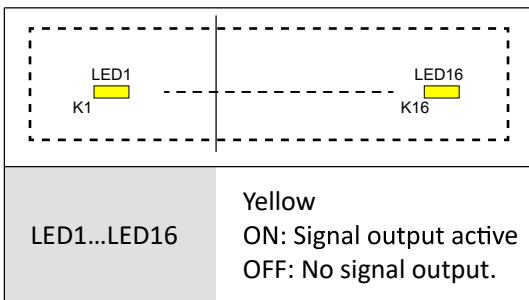 LED1 LED16
K1 K16
LED1...LED16
Yellow
ON: Signal output active
OFF: No signal output.